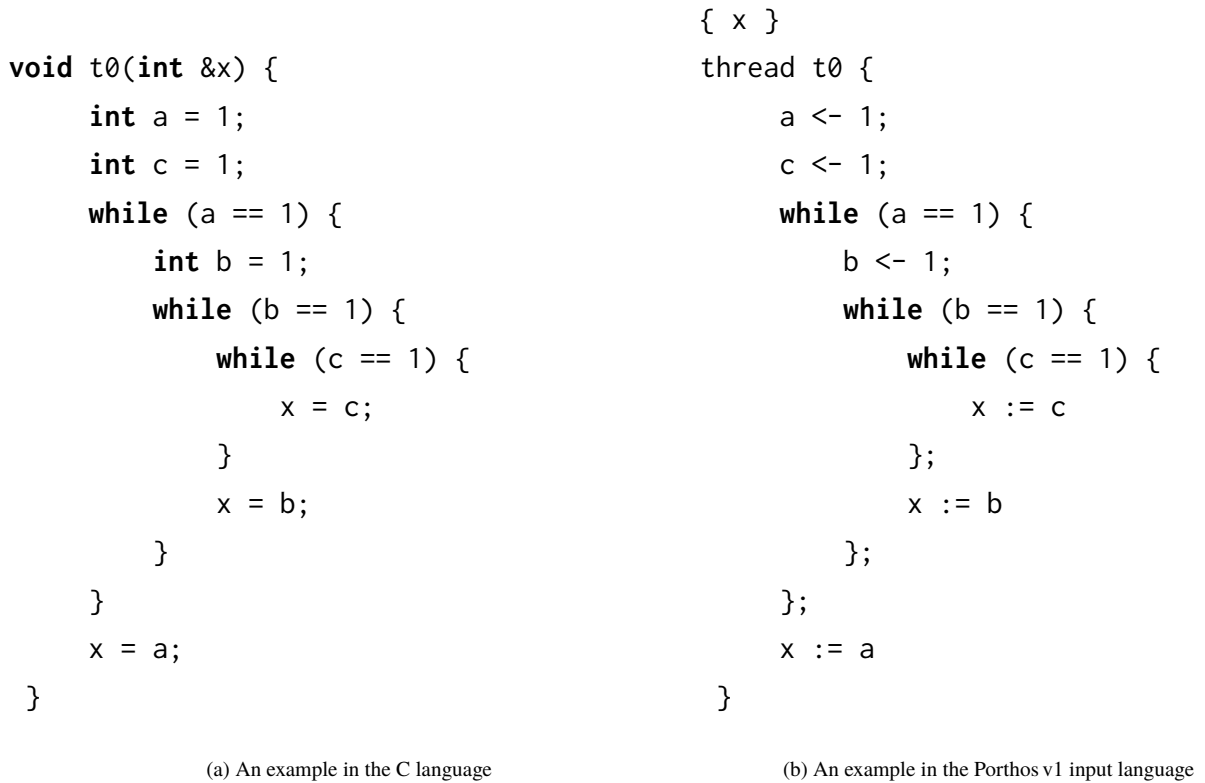 void t0(int &x) {
int a = 1;
int c = 1;
while (a == 1) {
int b = 1;
while (b == 1) {
while (c == 1) {
x = c;
}
x = b;
}
}
x = a;
}
(a) An example in the C language
{ x }
thread t0 {
a <- 1;
c <- 1;
while (a == 1) {
b <- 1;
while (b == 1) {
while (c == 1) {
x := c
};
x := b
};
};
x := a
}
(b) An example in the Porthos v1 input language